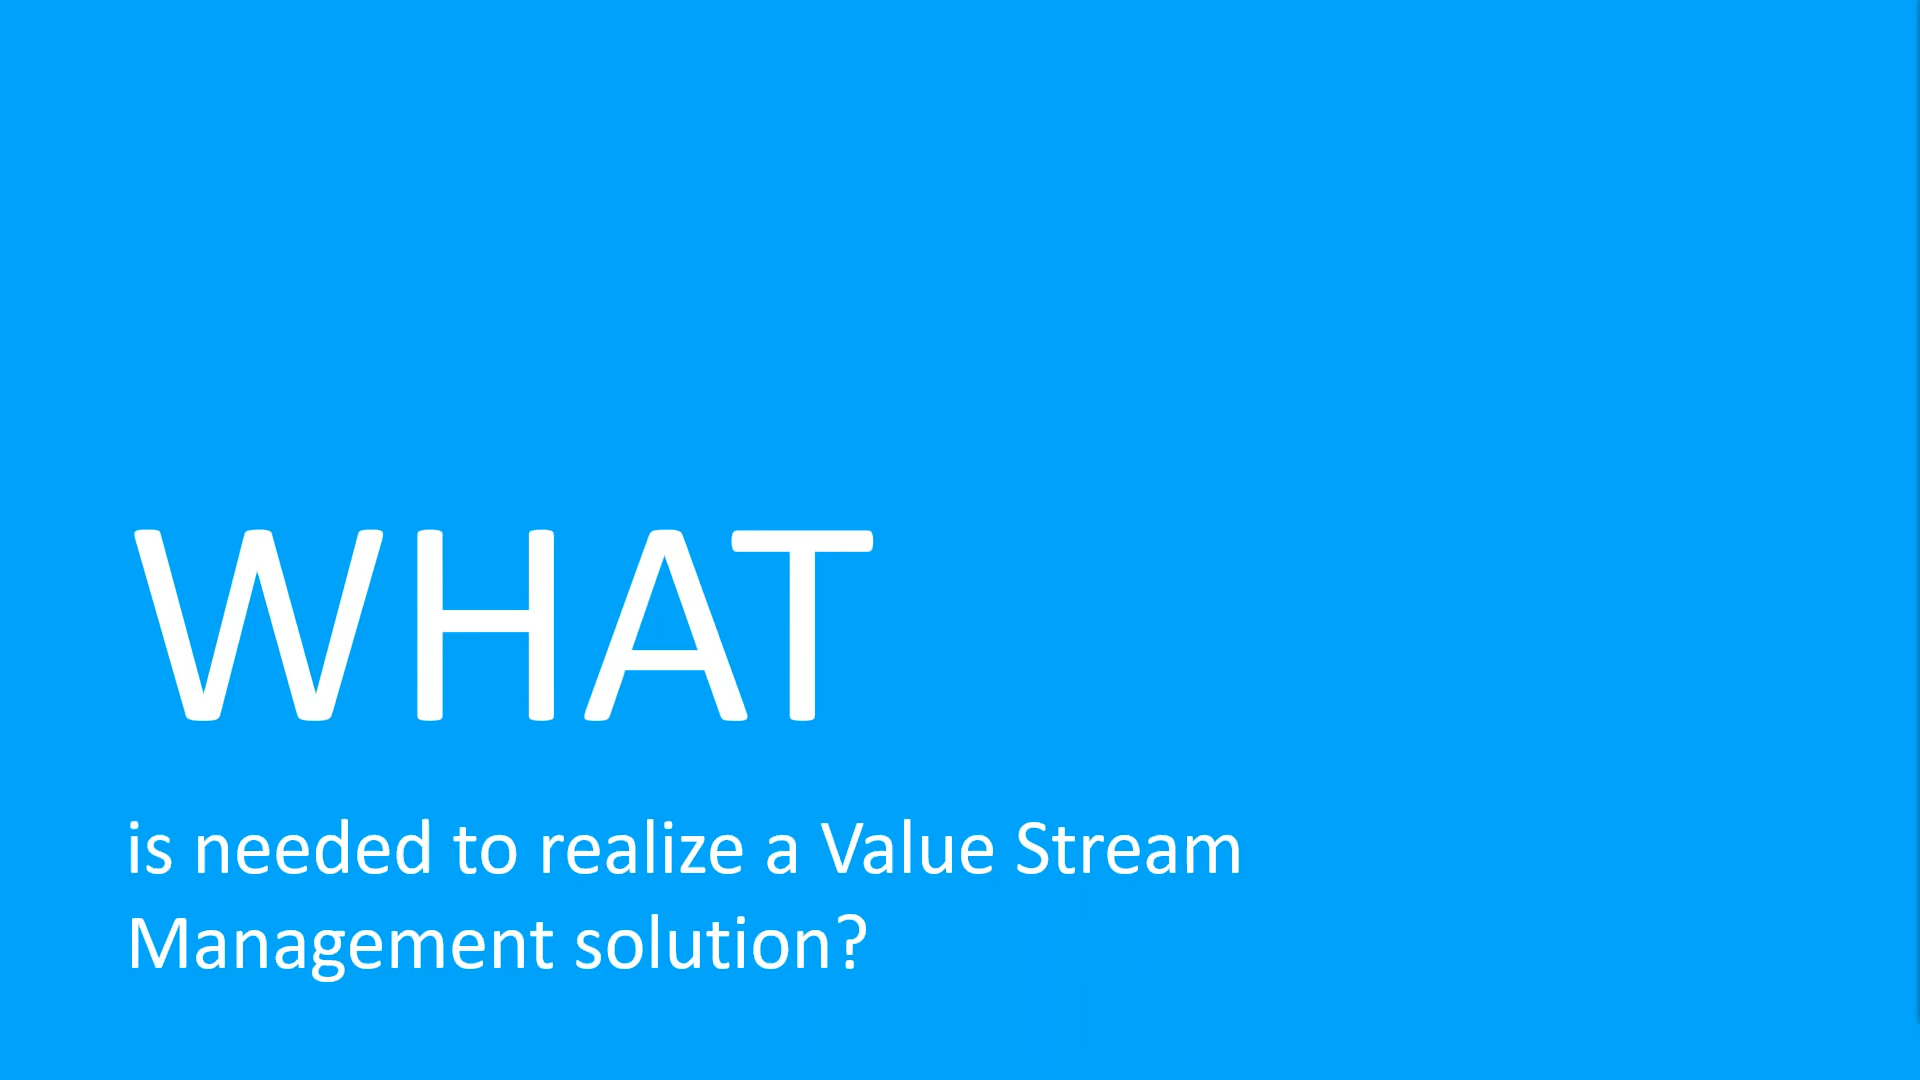 WHAT
is needed to realize a Value Stream
Management solution?